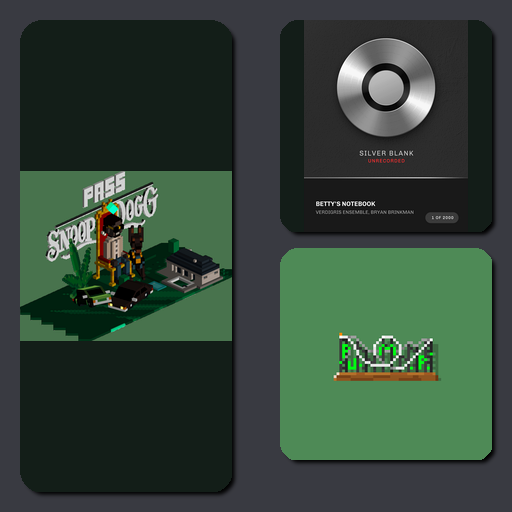 PASS
SNOOP DOGG
SILVER BLANK
UNRECORDED
BETTY'S NOTEBOOK
VERDIGRIS ENSEMBLE, BRYAN BRINKMAN
1 OF 2000